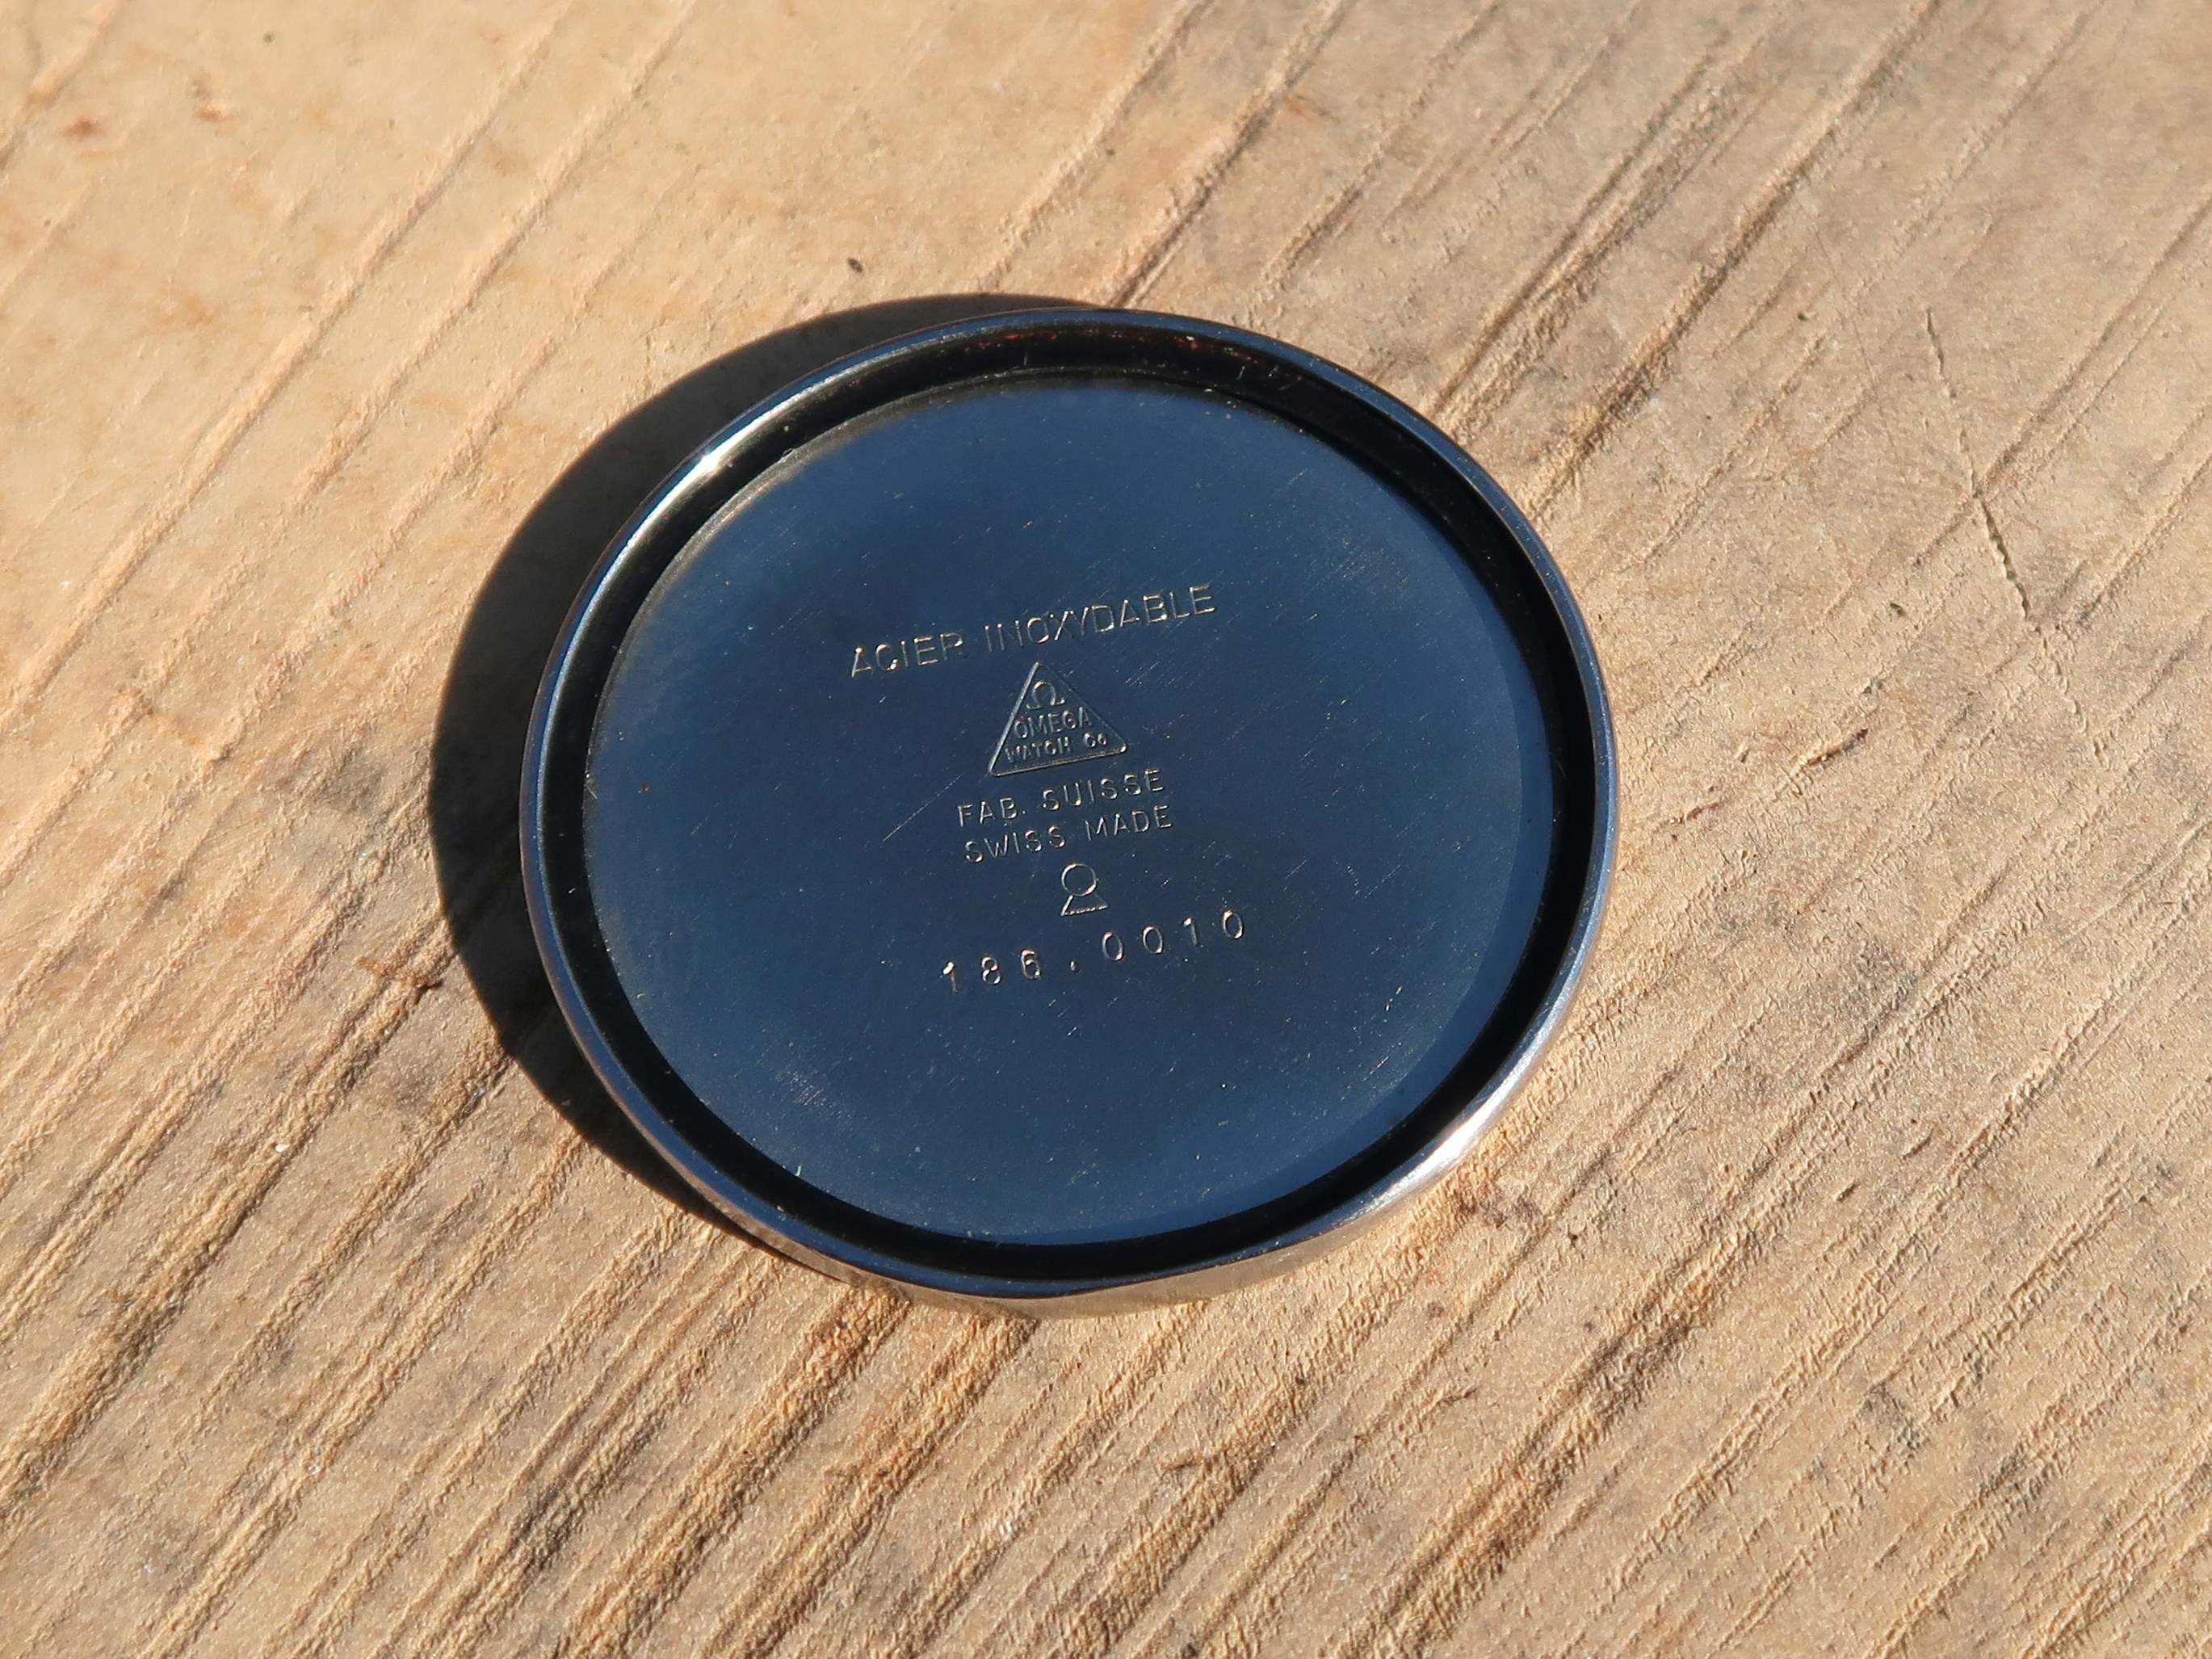 ACIER INOXYDABLE
Ω
OMEGA
WATCH Co
FAB. SUISSE
SWISS MADE
186.0010